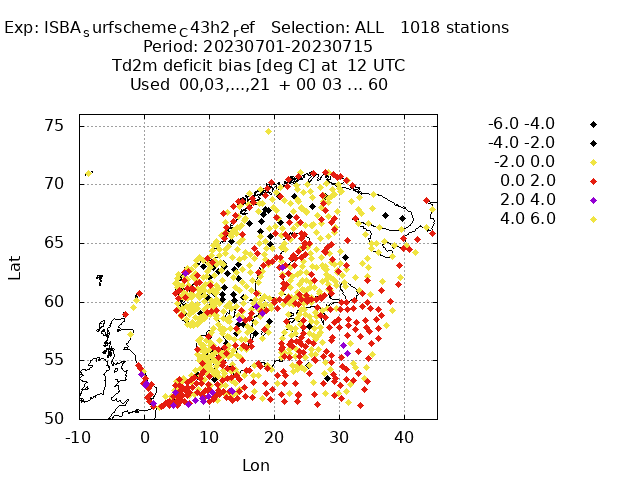 Exp: ISBA_surfscheme_C43h2_ref   Selection: ALL   1018 stations
Period: 20230701-20230715
Td2m deficit bias [deg C] at  12 UTC
Used  00,03,...,21  + 00 03 ... 60
-6.0 -4.0
-4.0 -2.0
-2.0 0.0
0.0 2.0
2.0 4.0
4.0 6.0
75
70
65
60
55
50
Lat
-10 0 10 20 30 40
Lon